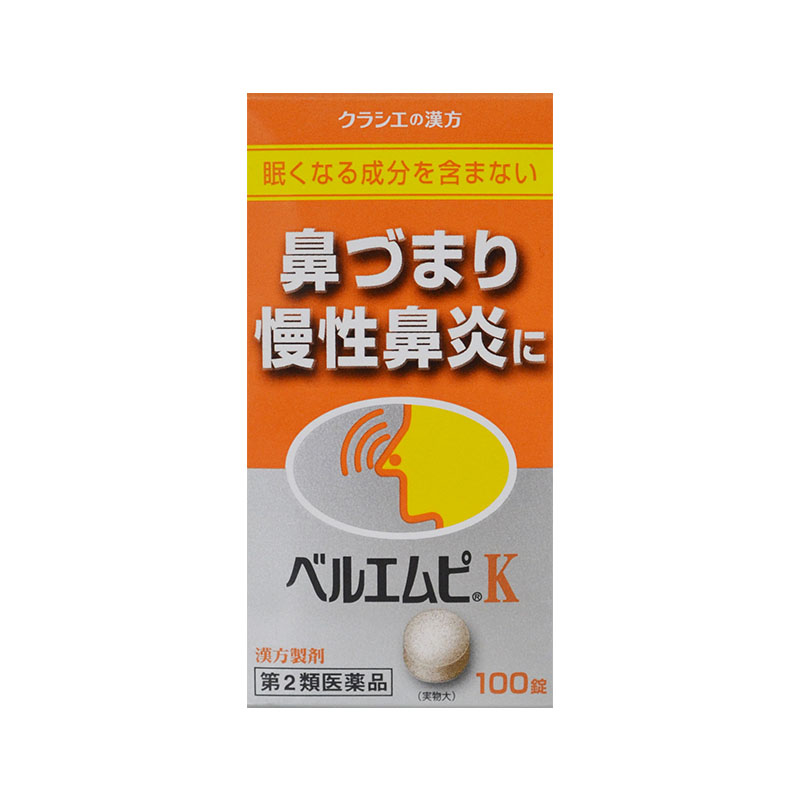 クラシエの漢方
眠くなる成分を含まない
鼻づまり
慢性鼻炎に
ベルエムピ®K
漢方製剤
第2類医薬品
(実物大)
100錠